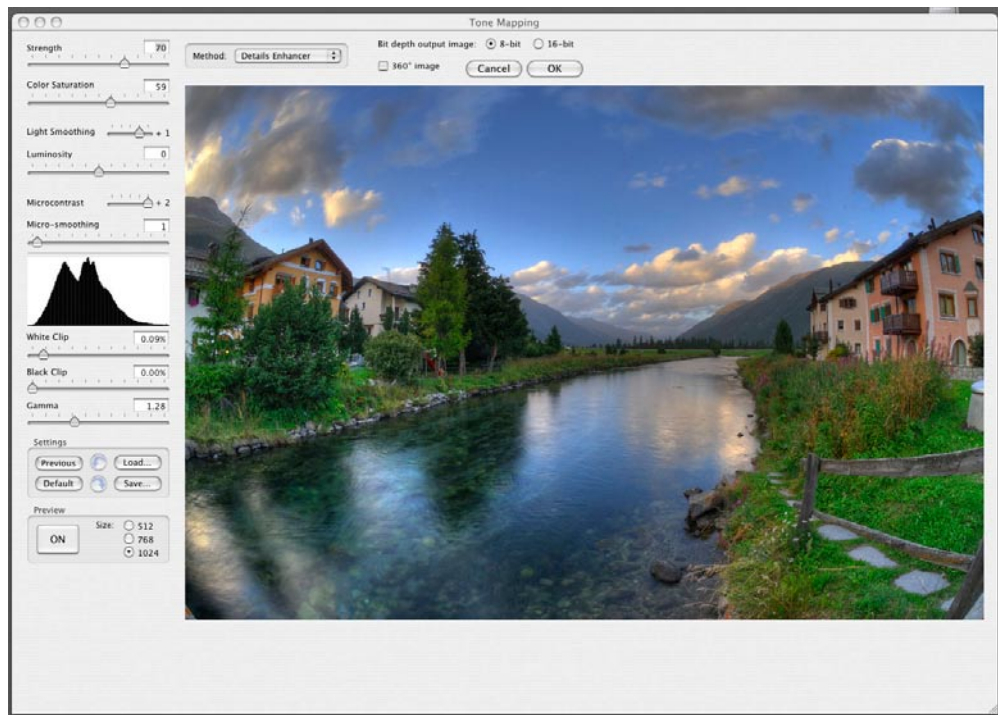 Tone Mapping
Strength 70
Color Saturation 59
Light Smoothing + 1
Luminosity 0
Microcontrast + 2
Micro-smoothing 1
White Clip 0.09%
Black Clip 0.00%
Gamma 1.28
Settings
Previous Load...
Default Save...
Preview
ON Size: 512
768
1024
Method: Details Enhancer
Bit depth output image: 8-bit 16-bit
360° image Cancel OK